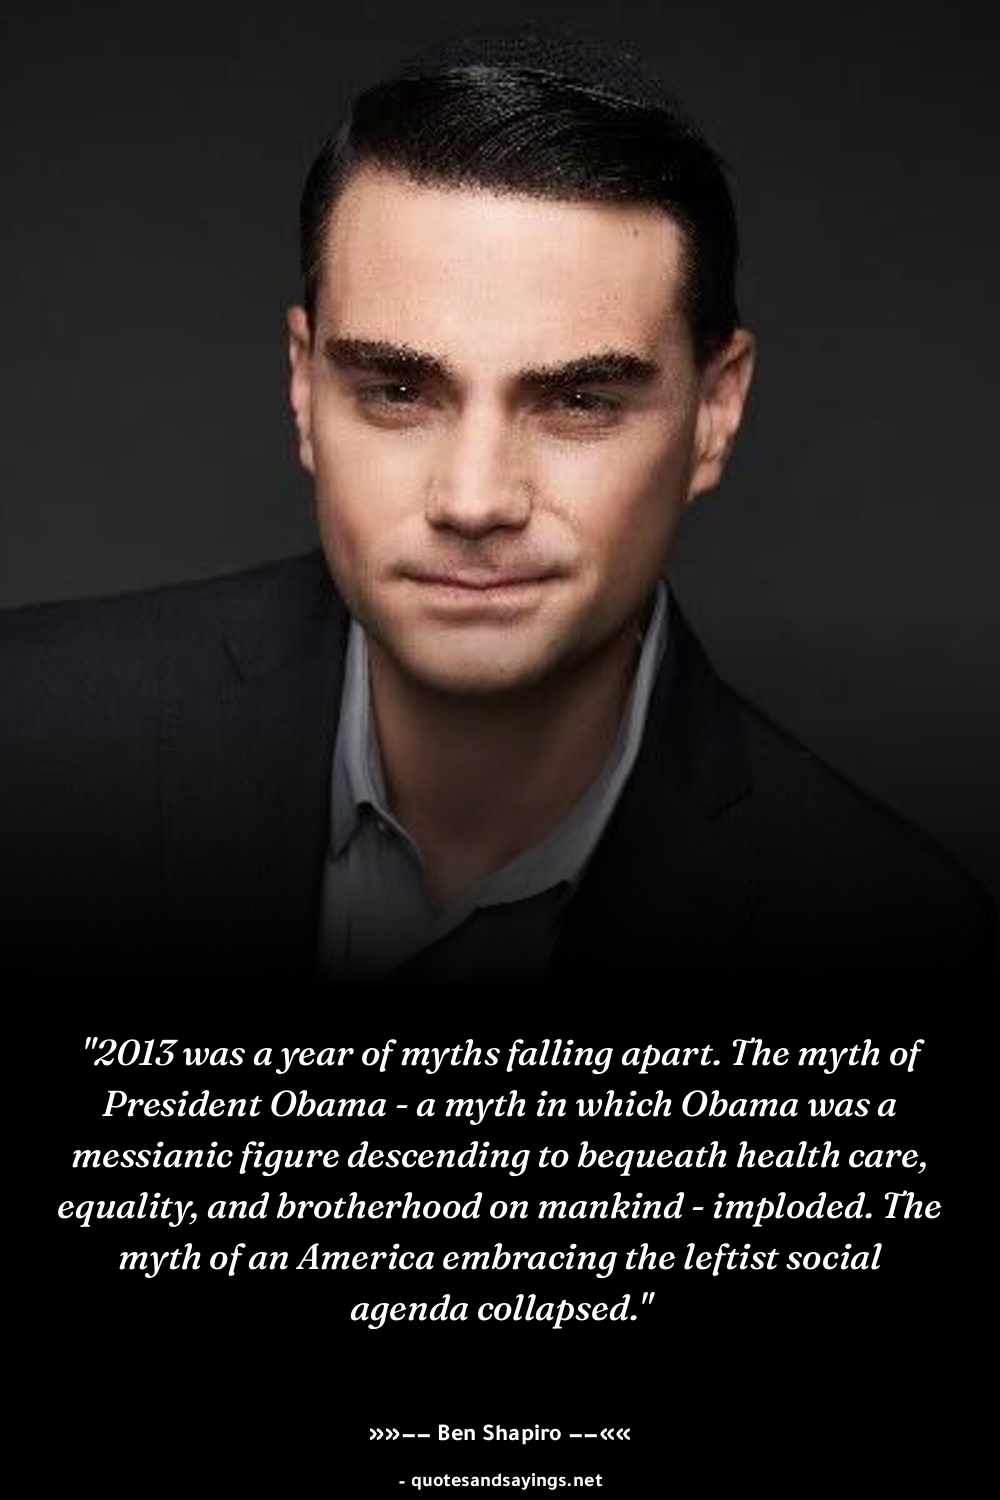 "2013 was a year of myths falling apart. The myth of
President Obama - a myth in which Obama was a
messianic figure descending to bequeath health care,
equality, and brotherhood on mankind - imploded. The
myth of an America embracing the leftist social
agenda collapsed."
»»–– Ben Shapiro ––««
- quotesandsayings.net